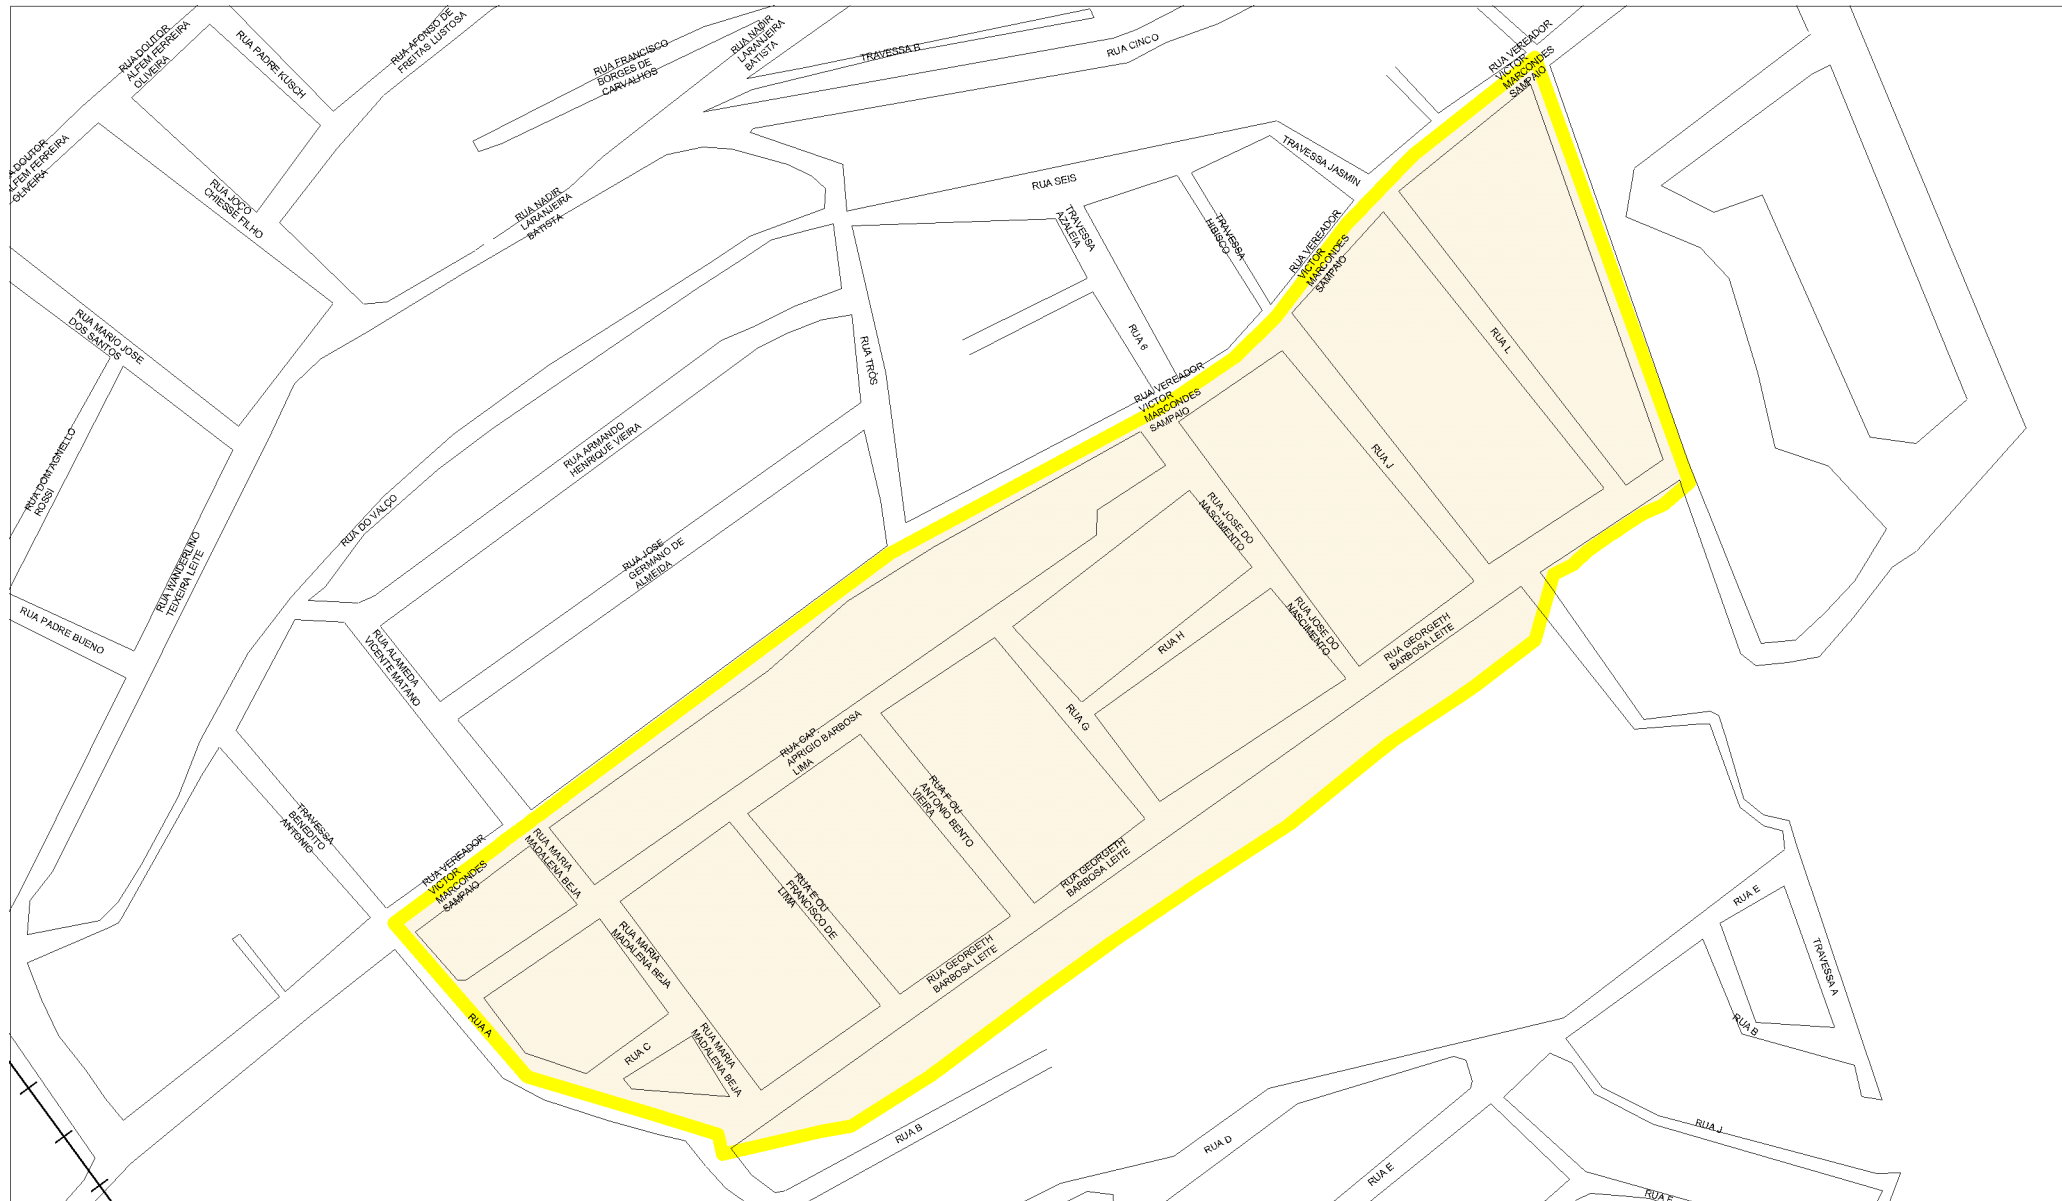 RUA DOUTOR
ALFEM FERREIRA
OLIVEIRA
RUA PADRE KUSCH
RUA AFONSO DE
FREITAS LUSTOSA
RUA FRANCISCO
BORGES DE
CARVALHOS
RUA NADIR
LARANJEIRA
BATISTA
TRAVESSA B
RUA CINCO
RUA VEREADOR
VICTOR
MARCONDES
SAMPAIO
DOUTOR
ALFEM FERREIRA
OLIVEIRA
RUA JOCO
CHIESSE FILHO
RUA NADIR
LARANJEIRA
BATISTA
RUA SEIS
TRAVESSA JASMIN
TRAVESSA
AZALEIA
TRAVESSA
HIBISCO
RUA VEREADOR
VICTOR
MARCONDES
SAMPAIO
RUA MARIO JOSE
DOS SANTOS
RUA TRÒS
RUA 6
RUA L
RUA VEREADOR
VICTOR
MARCONDES
SAMPAIO
RUA DOM AGNELLO
ROSSI
RUA ARMANDO
HENRIQUE VIEIRA
RUA J
RUA DO VALÇO
RUA JOSE DO
NASCIMENTO
RUA WANDERLINO
TEIXEIRA LEITE
RUA JOSE
GERMANO DE
ALMEIDA
RUA PADRE BUENO
RUA ALAMEDA
VICENTE MATANO
RUA H
RUA JOSE DO
NASCIMENTO
RUA GEORGETH
BARBOSA LEITE
RUA G
RUA CAP.
APRIGIO BARBOSA
LIMA
RUA F OU
ANTONIO BENTO
VIEIRA
TRAVESSA
BENEDITO
ANTONIO
RUA VEREADOR
VICTOR
MARCONDES
SAMPAIO
RUA MARIA
MADALENA BEJA
RUA E OU
FRANCISCO DE
LIMA
RUA GEORGETH
BARBOSA LEITE
RUA E
RUA MARIA
MADALENA BEJA
RUA GEORGETH
BARBOSA LEITE
TRAVESSA A
RUA A
RUA C
RUA MARIA
MADALENA BEJA
RUA B
RUA B
RUA D
RUA J
RUA E
RUA F